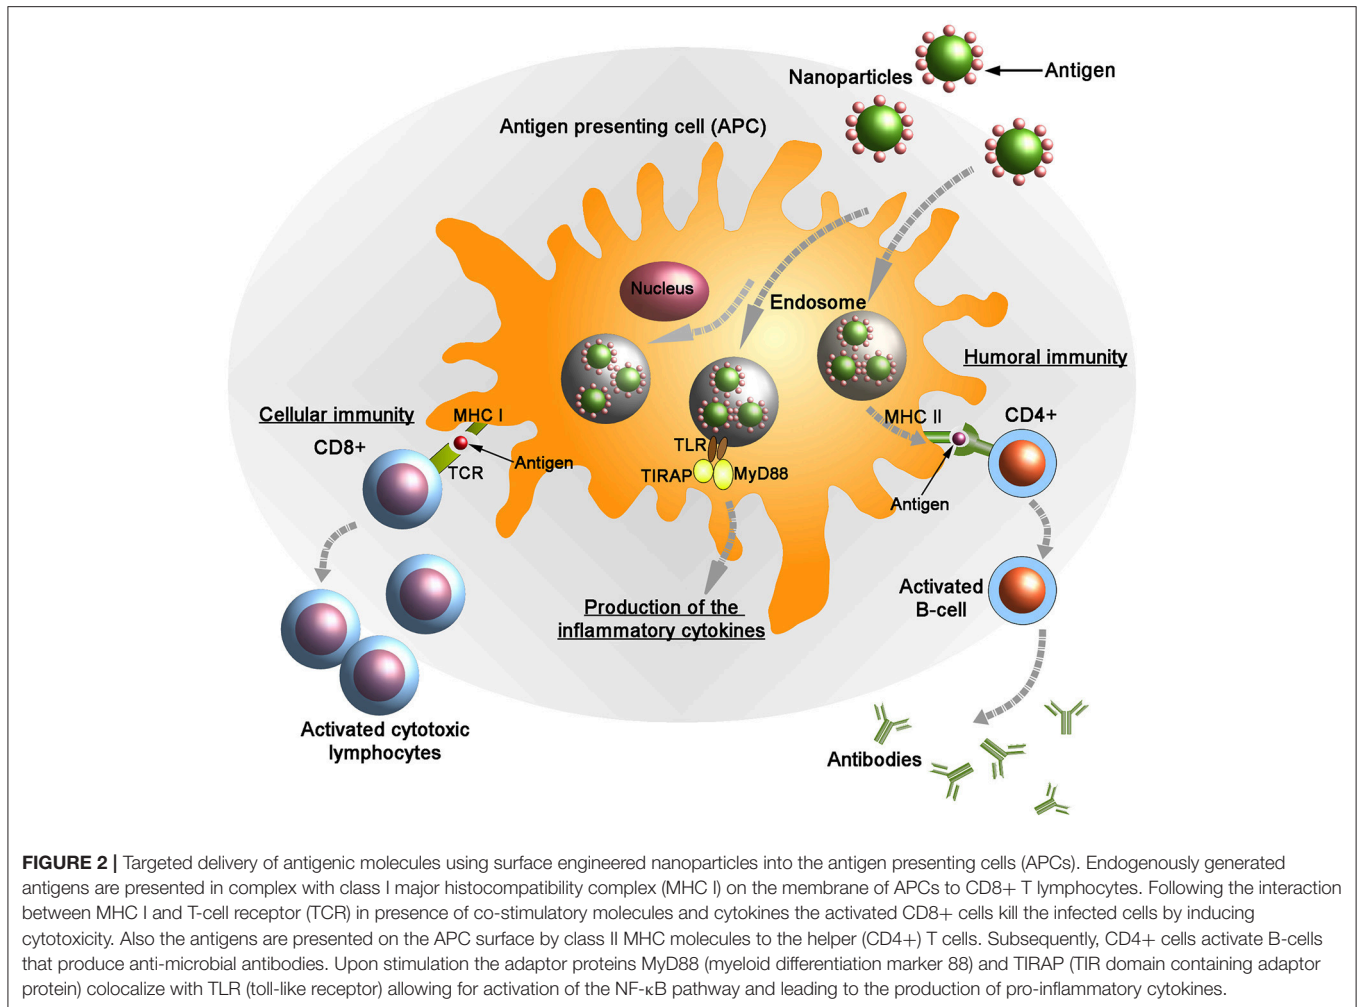 Nanoparticles
Antigen
Antigen presenting cell (APC)
Nucleus
Endosome
Humoral immunity
Cellular immunity
MHC I
CD8+
Antigen
TCR
TLR
TIRAP
MyD88
MHC II
CD4+
Antigen
Activated
B-cell
Production of the
inflammatory cytokines
Activated cytotoxic
lymphocytes
Antibodies
FIGURE 2 | Targeted delivery of antigenic molecules using surface engineered nanoparticles into the antigen presenting cells (APCs). Endogenously generated
antigens are presented in complex with class I major histocompatibility complex (MHC I) on the membrane of APCs to CD8+ T lymphocytes. Following the interaction
between MHC I and T-cell receptor (TCR) in presence of co-stimulatory molecules and cytokines the activated CD8+ cells kill the infected cells by inducing
cytotoxicity. Also the antigens are presented on the APC surface by class II MHC molecules to the helper (CD4+) T cells. Subsequently, CD4+ cells activate B-cells
that produce anti-microbial antibodies. Upon stimulation the adaptor proteins MyD88 (myeloid differentiation marker 88) and TIRAP (TIR domain containing adaptor
protein) colocalize with TLR (toll-like receptor) allowing for activation of the NF-κB pathway and leading to the production of pro-inflammatory cytokines.